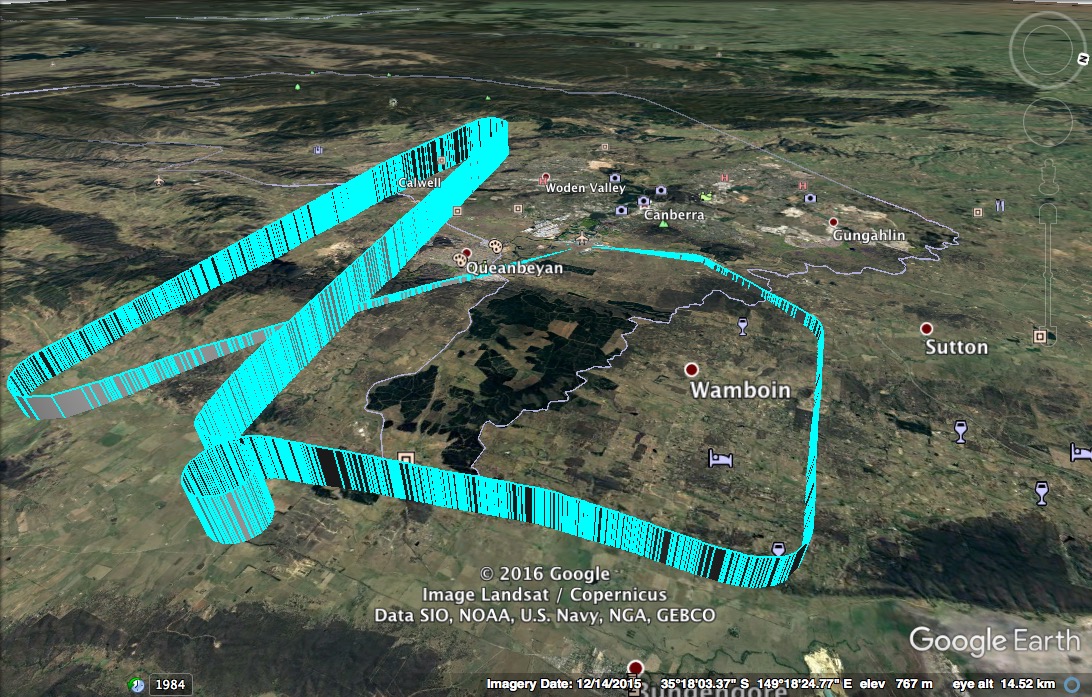 N
Calwell
Woden Valley
Canberra
Gungahlin
Queanbeyan
Sutton
Wamboin
© 2016 Google
Image Landsat / Copernicus
Data SIO, NOAA, U.S. Navy, NGA, GEBCO
Google Earth
Bungendore
1984
Imagery Date: 12/14/2015 35°18'03.37" S 149°18'24.77" E elev 767 m eye alt 14.52 km